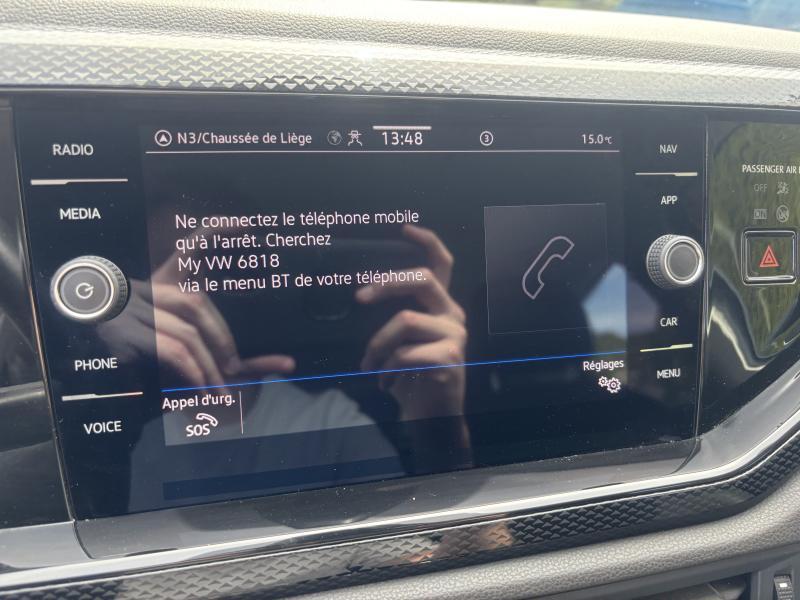 RADIO
MEDIA
PHONE
VOICE
N3/Chaussée de Liège 13:48 3 15.0°C
Ne connectez le téléphone mobile
qu'à l'arrêt. Cherchez
My VW 6818
via le menu BT de votre téléphone.
Appel d'urg.
SOS
Réglages
NAV
APP
CAR
MENU
PASSENGER AIR
OFF